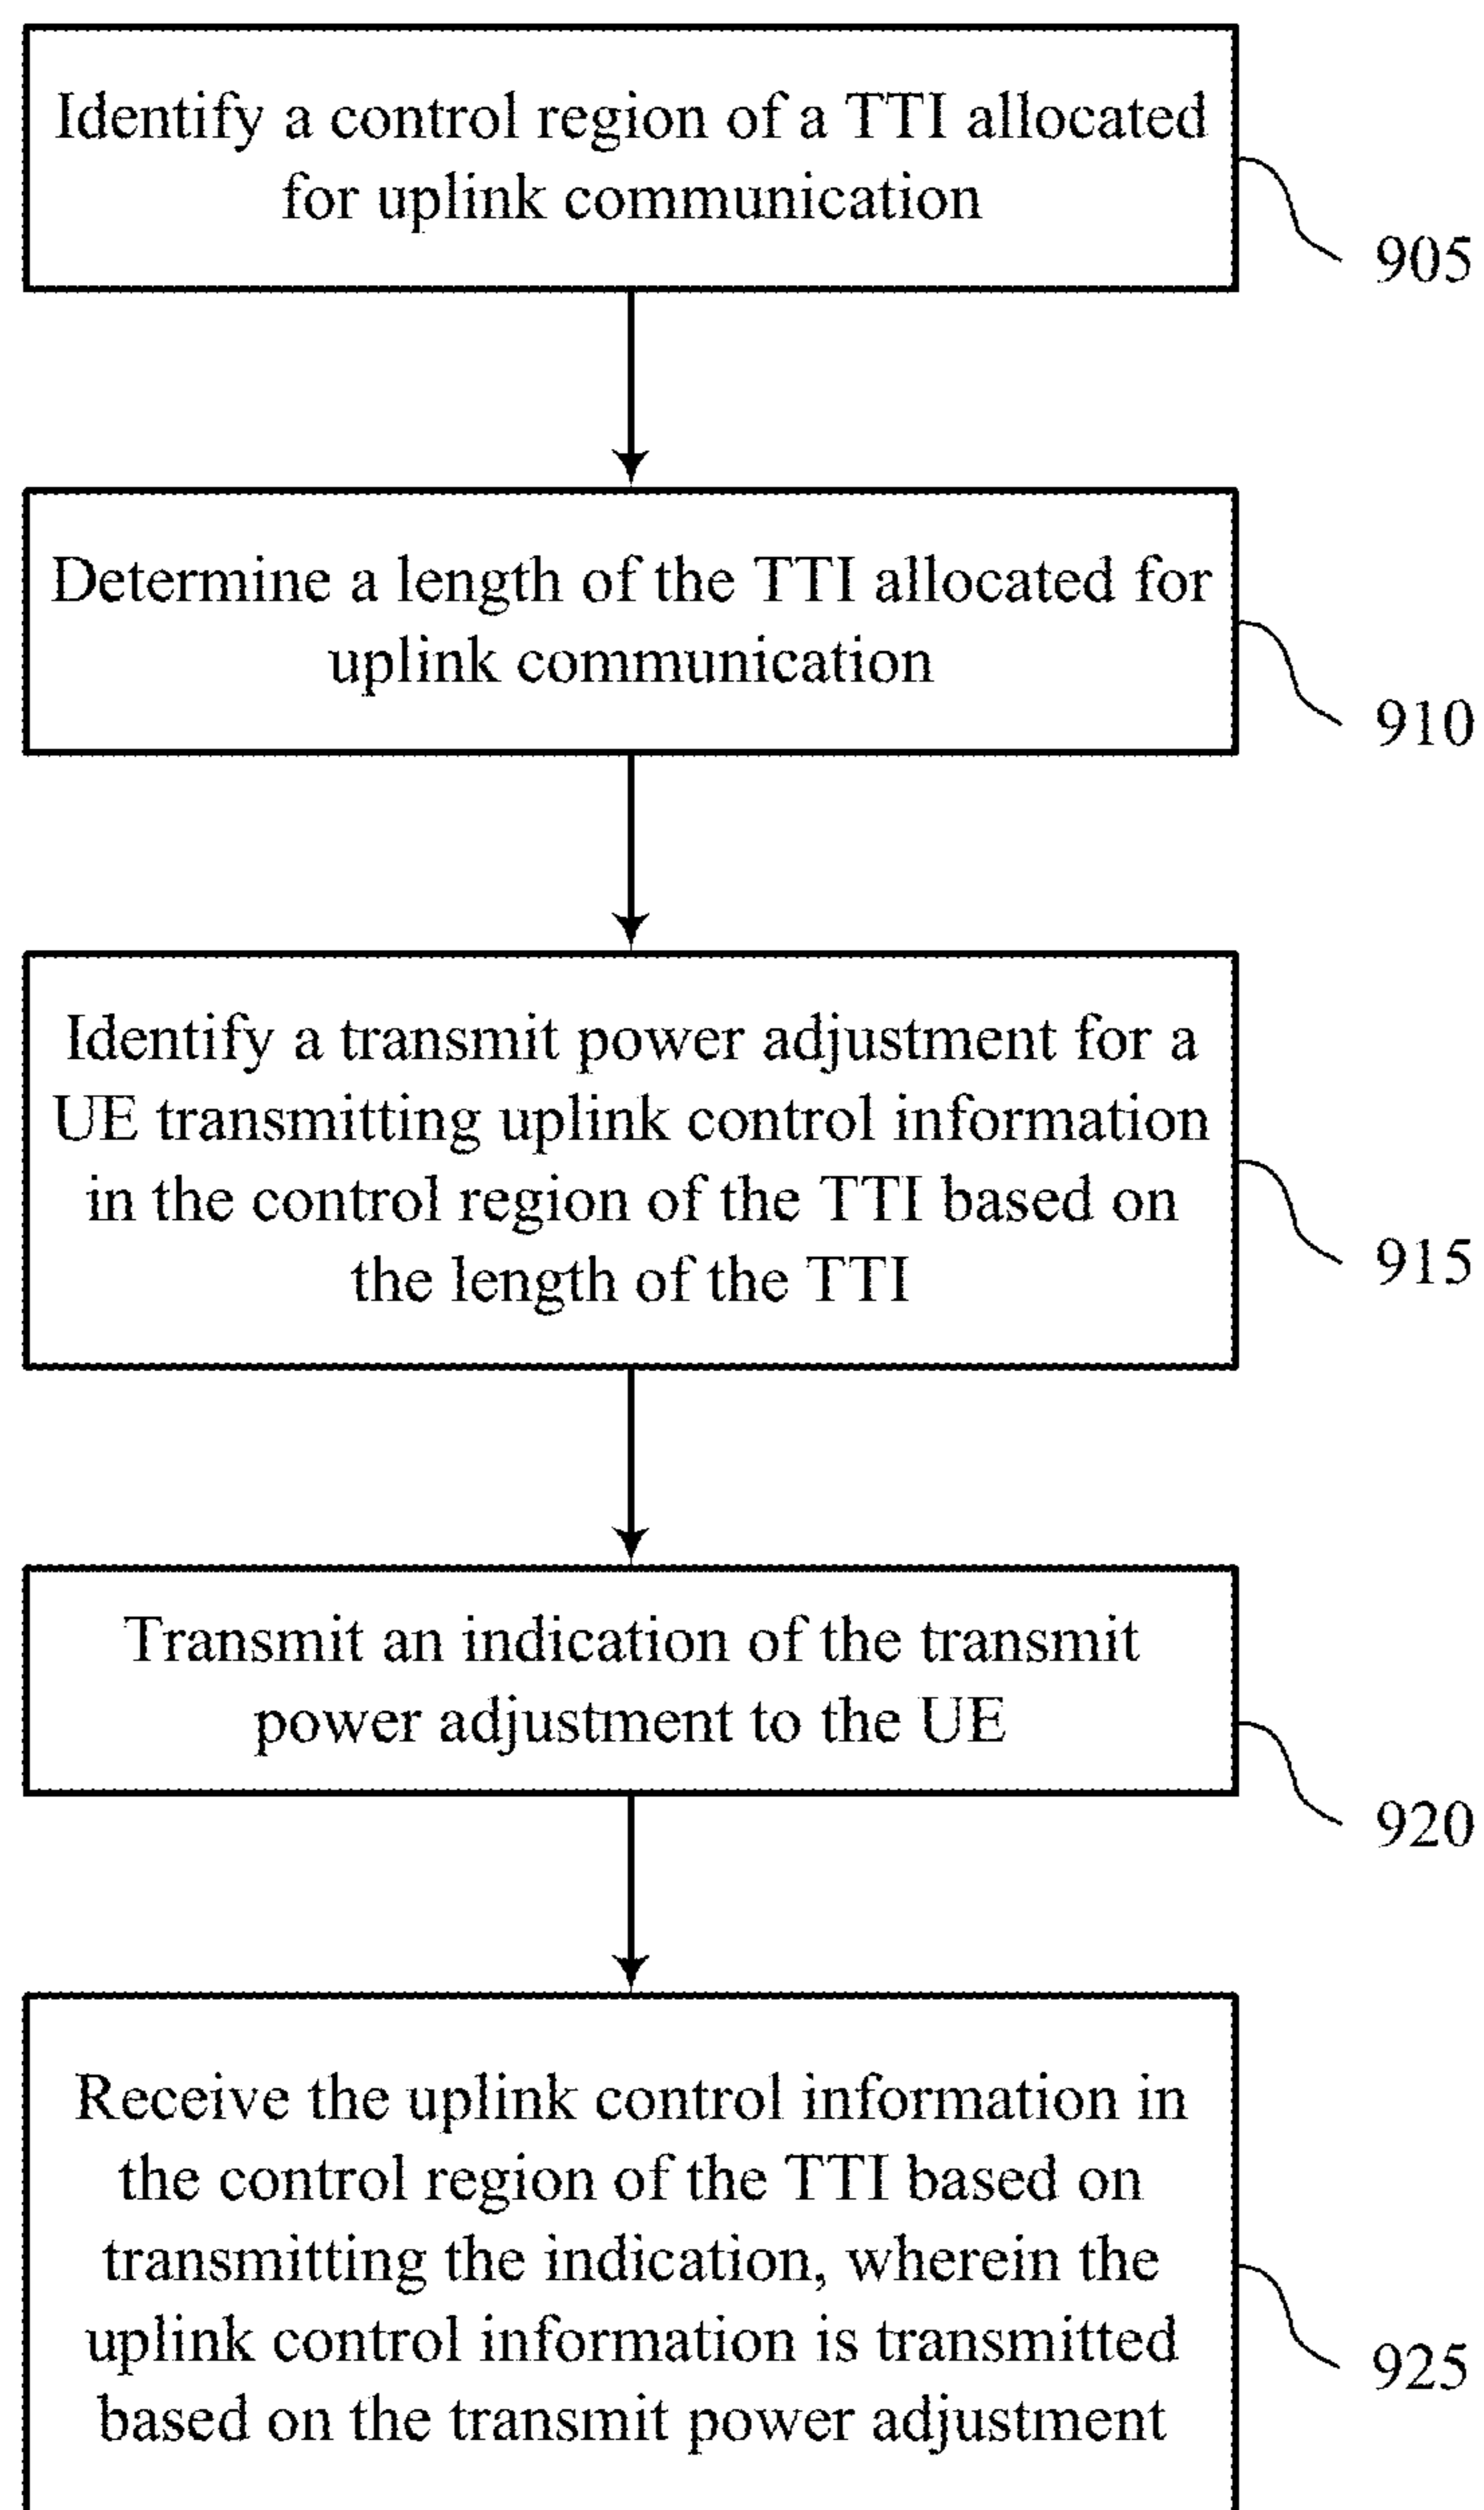 Identify a control region of a TTI allocated
for uplink communication
905
Determine a length of the TTI allocated for
uplink communication
910
Identify a transmit power adjustment for a
UE transmitting uplink control information
in the control region of the TTI based on
the length of the TTI
915
Transmit an indication of the transmit
power adjustment to the UE
920
Receive the uplink control information in
the control region of the TTI based on
transmitting the indication, wherein the
uplink control information is transmitted
based on the transmit power adjustment
925